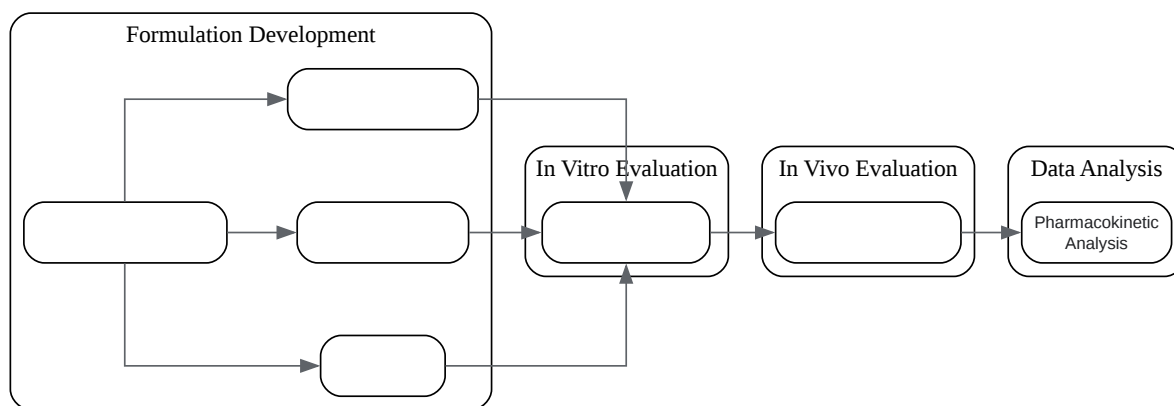 Formulation Development
In Vitro Evaluation
In Vivo Evaluation
Data Analysis
Pharmacokinetic
Analysis